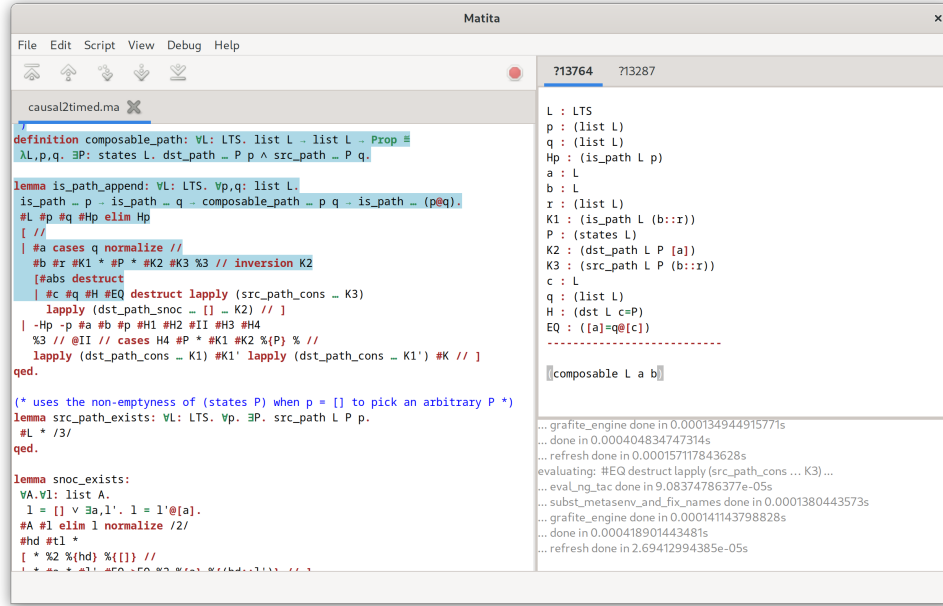 Matita
File Edit Script View Debug Help
causal2timed.ma
definition composable_path: ∀L: LTS. list L → list L → Prop ≝
λL,p,q. ∃P: states L. dst_path … P p ∧ src_path … P q.
lemma is_path_append: ∀L: LTS. ∀p,q: list L.
is_path … p → is_path … q → composable_path … p q → is_path … (p@q).
#L #p #q #Hp elim Hp
[ //
| #a cases q normalize //
#b #r #K1 * #P * #K2 #K3 %3 // inversion K2
[#abs destruct
| #c #q #H #EQ destruct lapply (src_path_cons … K3)
lapply (dst_path_snoc … [] … K2) // ]
| -Hp -p #a #b #p #H1 #H2 #II #H3 #H4
%3 // @II // cases H4 #P * #K1 #K2 %{P} % //
lapply (dst_path_cons … K1) #K1' lapply (dst_path_cons … K1') #K // ]
qed.
(* uses the non-emptyness of (states P) when p = [] to pick an arbitrary P *)
lemma src_path_exists: ∀L: LTS. ∀p. ∃P. src_path L P p.
#L * /3/
qed.
lemma snoc_exists:
∀A.∀l: list A.
l = [] ∨ ∃a,l'. l = l'@[a].
#A #l elim l normalize /2/
#hd #tl *
[ * %2 %{hd} %{[]} //
?13764 ?13287
L : LTS
p : (list L)
q : (list L)
Hp : (is_path L p)
a : L
b : L
r : (list L)
K1 : (is_path L (b::r))
P : (states L)
K2 : (dst_path L P [a])
K3 : (src_path L P (b::r))
c : L
q : (list L)
H : (dst L c=P)
EQ : ([a]=q@[c])
---------------------------
(composable L a b)
... grafite_engine done in 0.000134944915771s
... done in 0.000404834747314s
... refresh done in 0.000157117843628s
evaluating: #EQ destruct lapply (src_path_cons … K3) ...
... eval_ng_tac done in 9.08374786377e-05s
... subst_metasenv_and_fix_names done in 0.0001380443573s
... grafite_engine done in 0.000141143798828s
... done in 0.000418901443481s
... refresh done in 2.69412994385e-05s